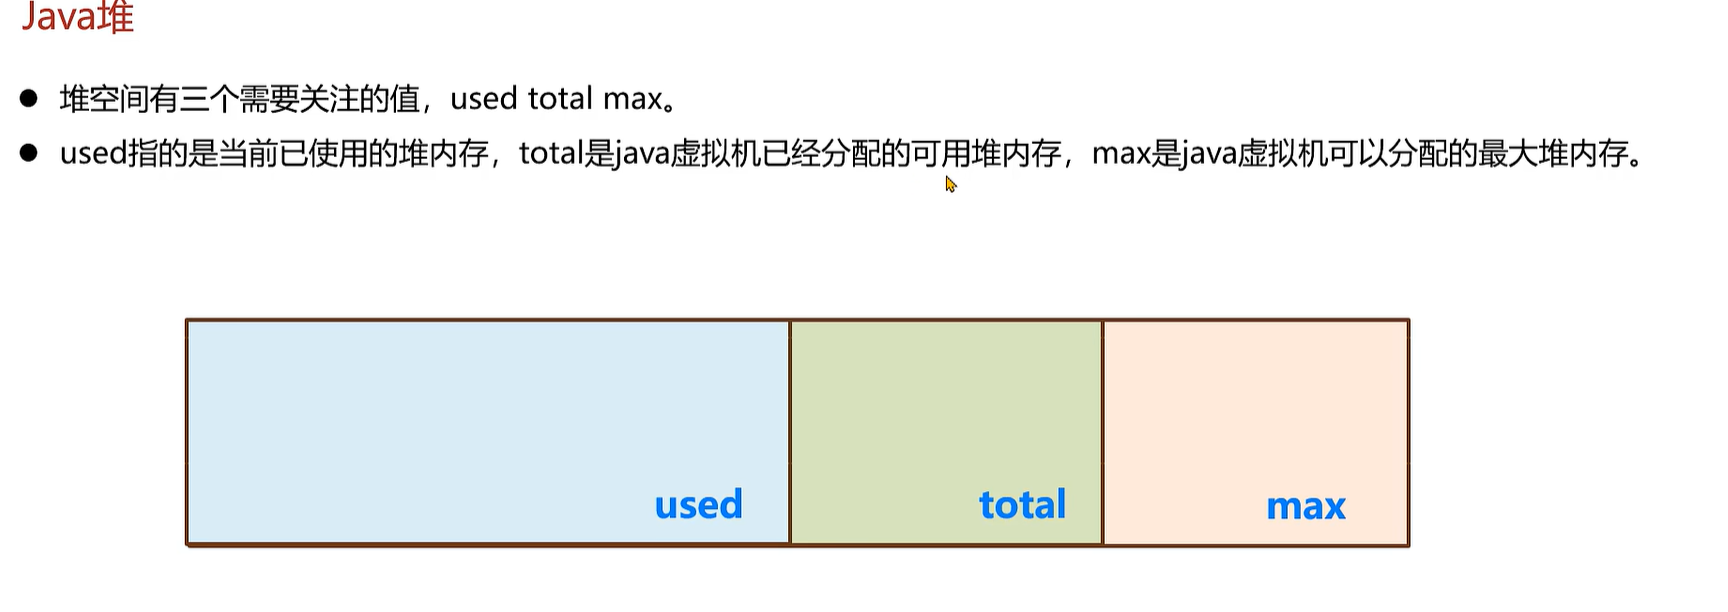 Java堆
堆空间有三个需要关注的值，used total max。
used指的是当前已使用的堆内存，total是java虚拟机已经分配的可用堆内存，max是java虚拟机可以分配的最大堆内存。
used total max